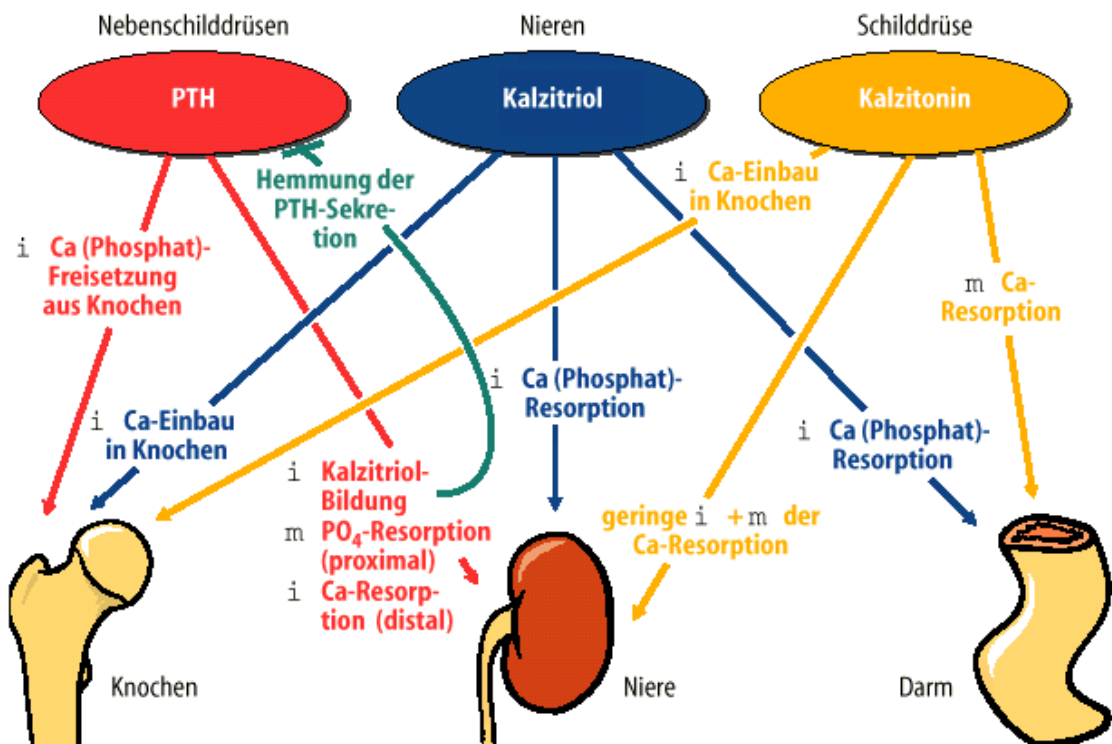 Nebenschilddrüsen
Nieren
Schilddrüse
PTH
Kalzitriol
Kalzitonin
Hemmung der
PTH-Sekre-
tion
i Ca-Einbau
in Knochen
i Ca (Phosphat)-
Freisetzung
aus Knochen
m Ca-
Resorption
i Ca (Phosphat)-
Resorption
i Ca-Einbau
in Knochen
i Ca (Phosphat)-
Resorption
i Kalzitriol-
Bildung
m PO₄-Resorption
(proximal)
i Ca-Resorp-
tion (distal)
geringe i + m der
Ca-Resorption
Knochen
Niere
Darm